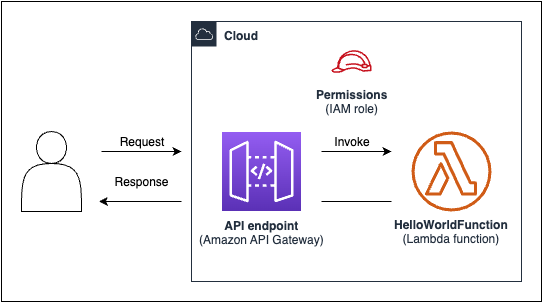 Cloud
Permissions
(IAM role)
Request
Invoke
Response
</>
API endpoint
(Amazon API Gateway)
HelloWorldFunction
(Lambda function)